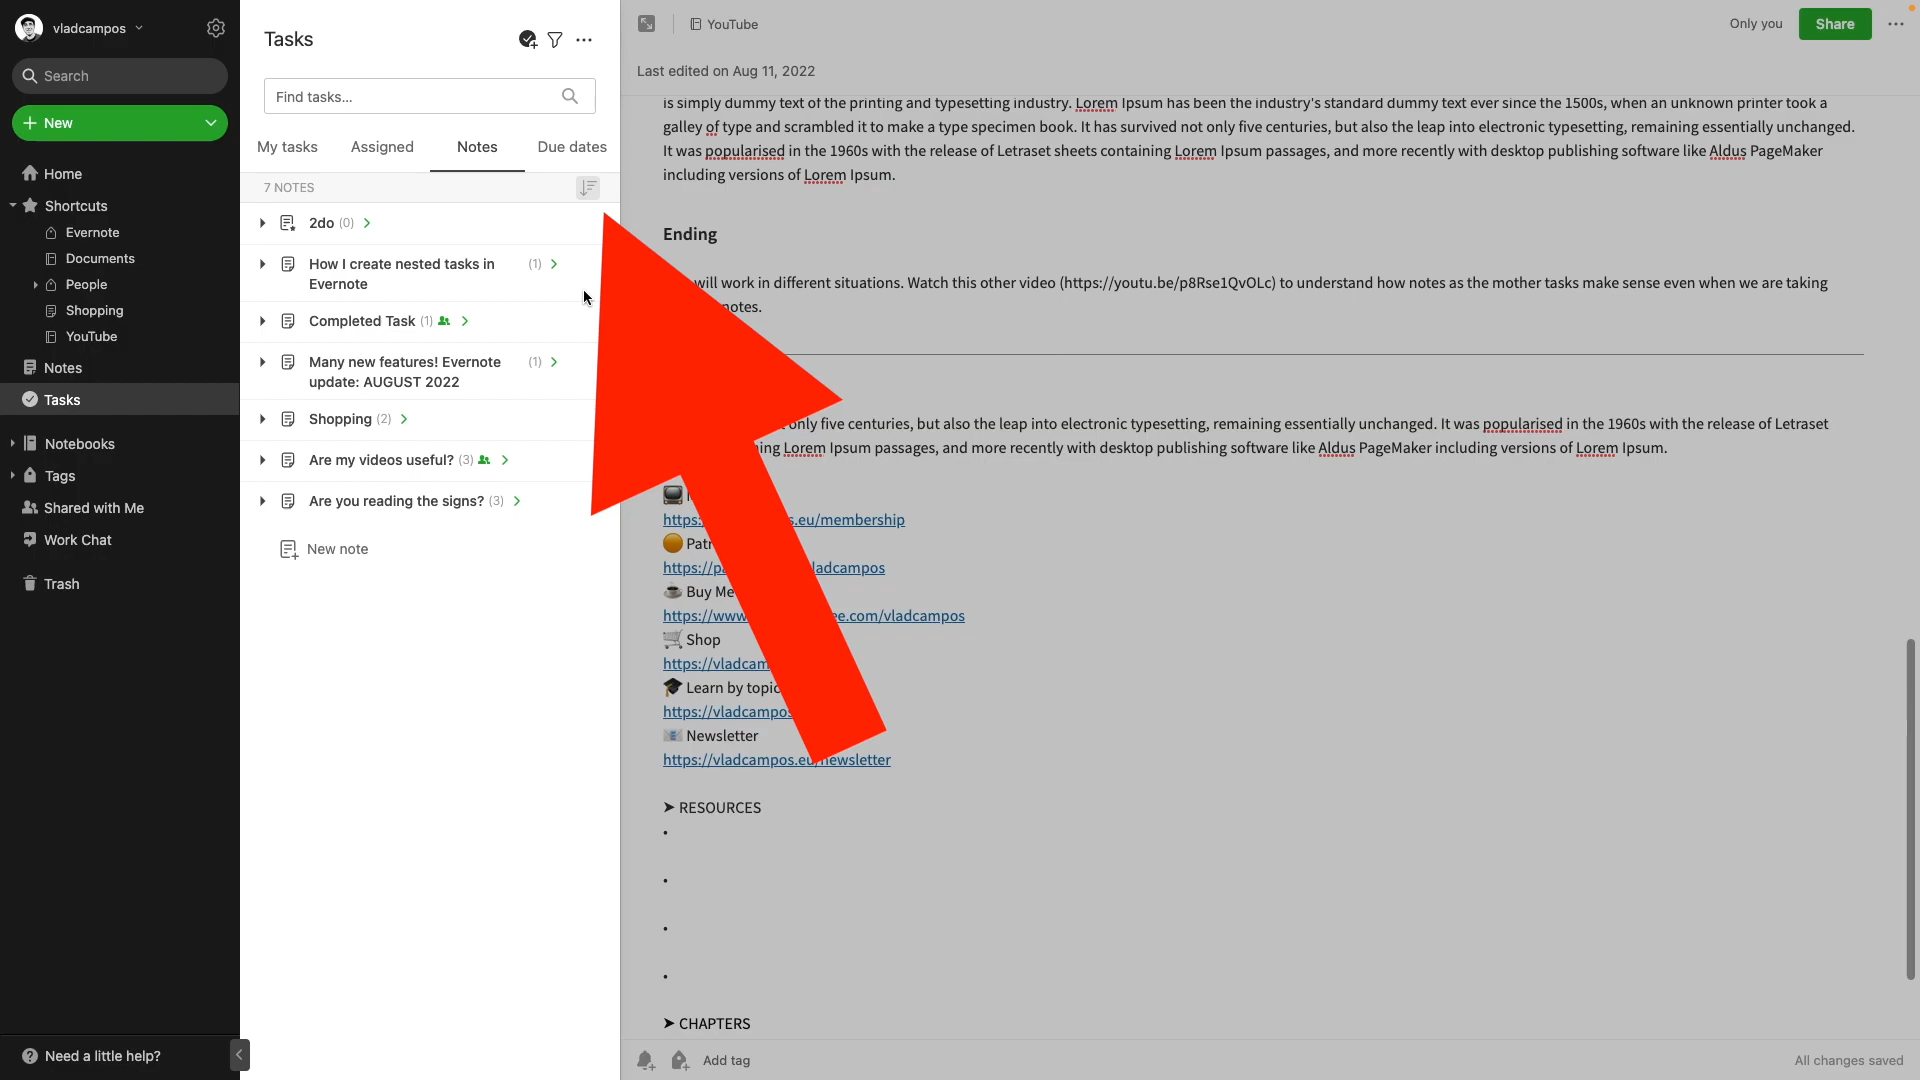 vladcampos
Search
New
Home
Shortcuts
Evernote
Documents
People
Shopping
YouTube
Notes
Tasks
Notebooks
Tags
Shared with Me
Work Chat
Trash
Need a little help?
Tasks
Find tasks...
My tasks Assigned Notes Due dates
7 NOTES
2do (0)
How I create nested tasks in (1)
Evernote
Completed Task (1)
Many new features! Evernote (1)
update: AUGUST 2022
Shopping (2)
Are my videos useful? (3)
Are you reading the signs? (3)
New note
YouTube
Only you
Share
Last edited on Aug 11, 2022
is simply dummy text of the printing and typesetting industry. Lorem Ipsum has been the industry's standard dummy text ever since the 1500s, when an unknown printer took a
galley of type and scrambled it to make a type specimen book. It has survived not only five centuries, but also the leap into electronic typesetting, remaining essentially unchanged.
It was popularised in the 1960s with the release of Letraset sheets containing Lorem Ipsum passages, and more recently with desktop publishing software like Aldus PageMaker
including versions of Lorem Ipsum.
Ending
will work in different situations. Watch this other video (https://youtu.be/p8Rse1QvOLc) to understand how notes as the mother tasks make sense even when we are taking
notes.
only five centuries, but also the leap into electronic typesetting, remaining essentially unchanged. It was popularised in the 1960s with the release of Letraset
ing Lorem Ipsum passages, and more recently with desktop publishing software like Aldus PageMaker including versions of Lorem Ipsum.
https: s.eu/membership
Patr
https://pa ladcampos
Buy Me
https://www ee.com/vladcampos
Shop
https://vladcam
Learn by topic
https://vladcampos
Newsletter
https://vladcampos.eu/newsletter
➤ RESOURCES
•
•
•
•
➤ CHAPTERS
Add tag
All changes saved